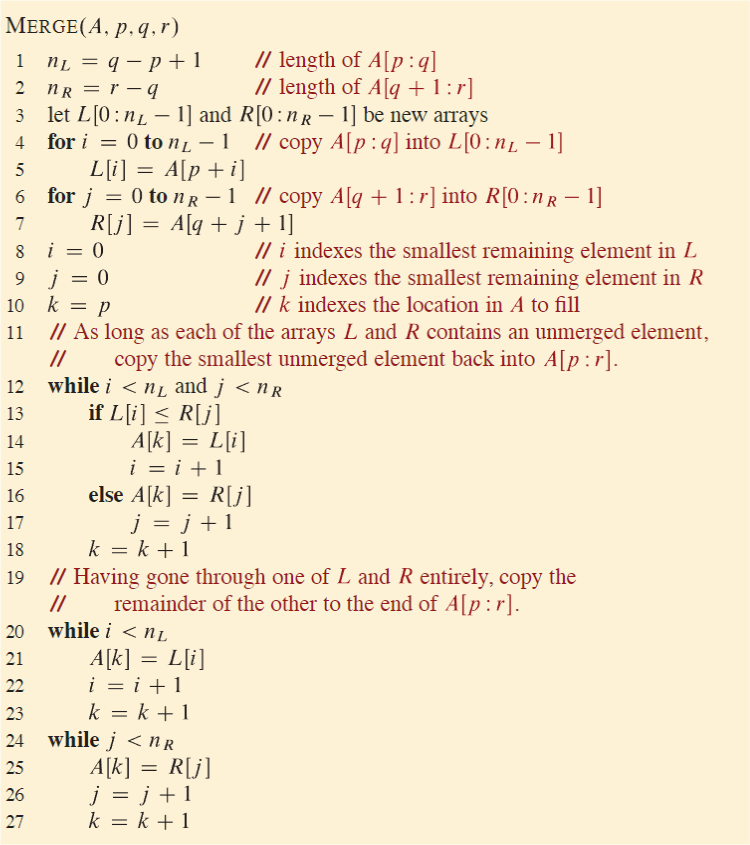 MERGE(A, p, q, r)
1 n_L = q − p + 1 // length of A[p : q]
2 n_R = r − q // length of A[q + 1 : r]
3 let L[0 : n_L − 1] and R[0 : n_R − 1] be new arrays
4 for i = 0 to n_L − 1 // copy A[p : q] into L[0 : n_L − 1]
5 L[i] = A[p + i]
6 for j = 0 to n_R − 1 // copy A[q + 1 : r] into R[0 : n_R − 1]
7 R[j] = A[q + j + 1]
8 i = 0 // i indexes the smallest remaining element in L
9 j = 0 // j indexes the smallest remaining element in R
10 k = p // k indexes the location in A to fill
11 // As long as each of the arrays L and R contains an unmerged element,
// copy the smallest unmerged element back into A[p : r].
12 while i < n_L and j < n_R
13 if L[i] ≤ R[j]
14 A[k] = L[i]
15 i = i + 1
16 else A[k] = R[j]
17 j = j + 1
18 k = k + 1
19 // Having gone through one of L and R entirely, copy the
// remainder of the other to the end of A[p : r].
20 while i < n_L
21 A[k] = L[i]
22 i = i + 1
23 k = k + 1
24 while j < n_R
25 A[k] = R[j]
26 j = j + 1
27 k = k + 1